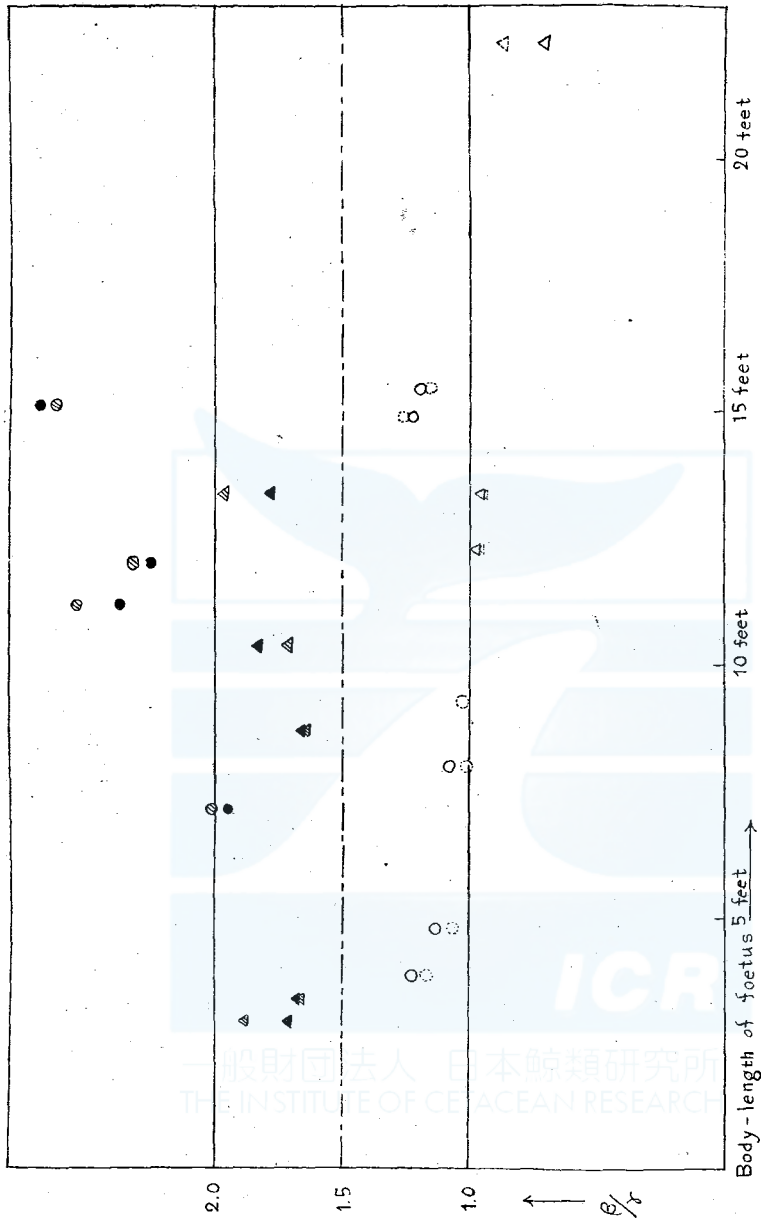 2.0
1.5
1.0
β/γ
Body-length of foetus
5 feet
10 feet
15 feet
20 feet
ICR
一般財団法人 日本鯨類研究所
THE INSTITUTE OF CETACEAN RESEARCH